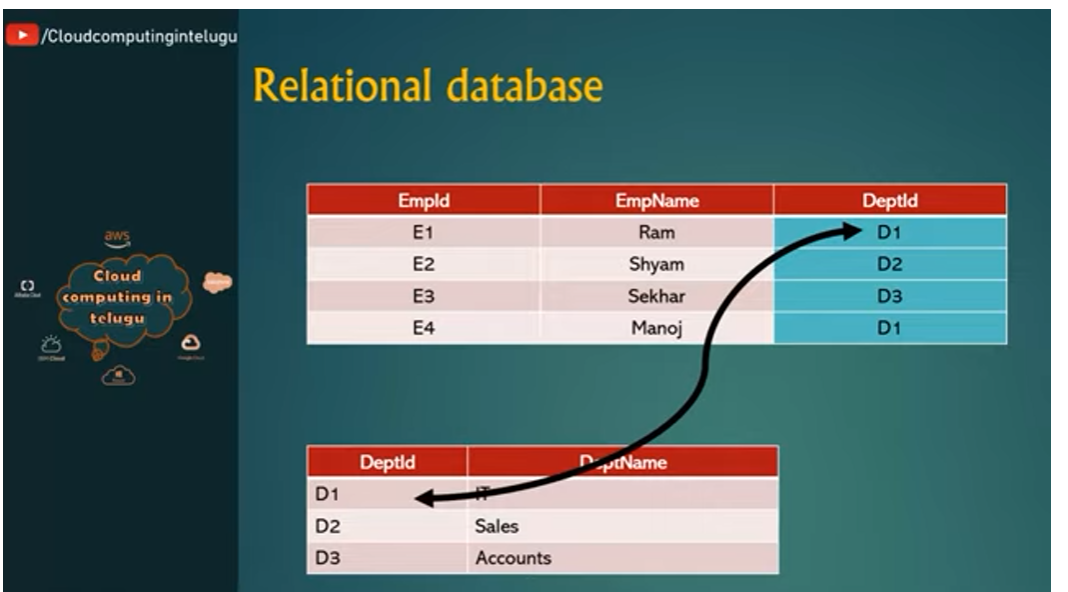 /Cloudcomputingintelugu
Relational database
EmpId EmpName DeptId
E1 Ram D1
E2 Shyam D2
E3 Sekhar D3
E4 Manoj D1
aws
Cloud
computing in
telugu
DeptId DeptName
D1 IT
D2 Sales
D3 Accounts